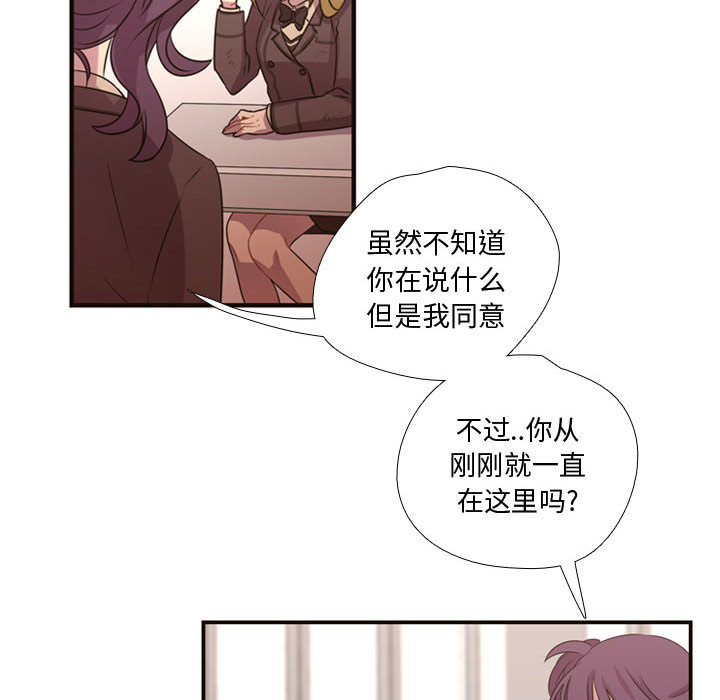 虽然不知道
你在说什么
但是我同意
不过..你从
刚刚就一直
在这里吗?